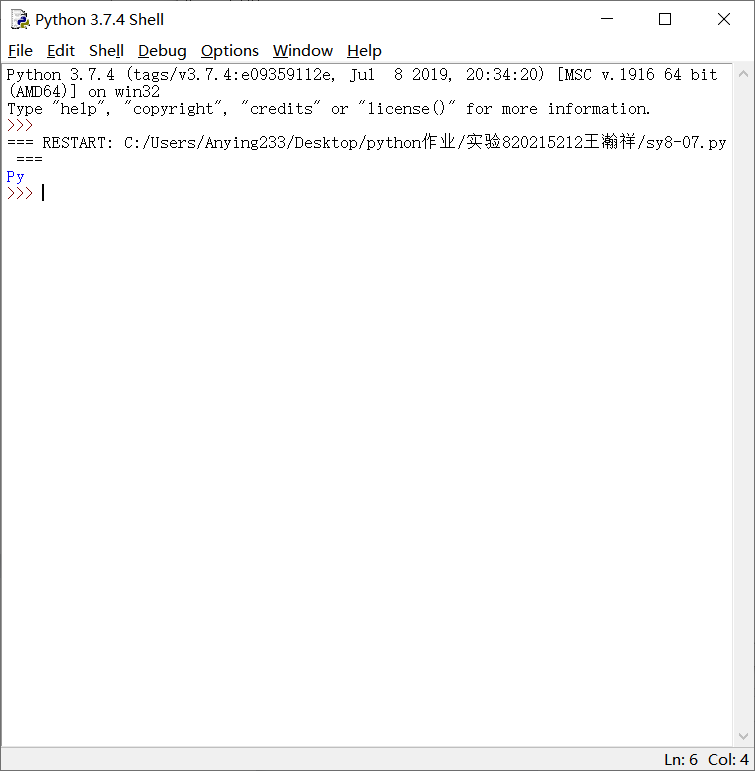 Python 3.7.4 Shell
File Edit Shell Debug Options Window Help
Python 3.7.4 (tags/v3.7.4:e09359112e, Jul  8 2019, 20:34:20) [MSC v.1916 64 bit
(AMD64)] on win32
Type "help", "copyright", "credits" or "license()" for more information.
>>>
=== RESTART: C:/Users/Anying233/Desktop/python作业/实验820215212王瀚祥/sy8-07.py
 ===
Py
>>>
Ln: 6 Col: 4